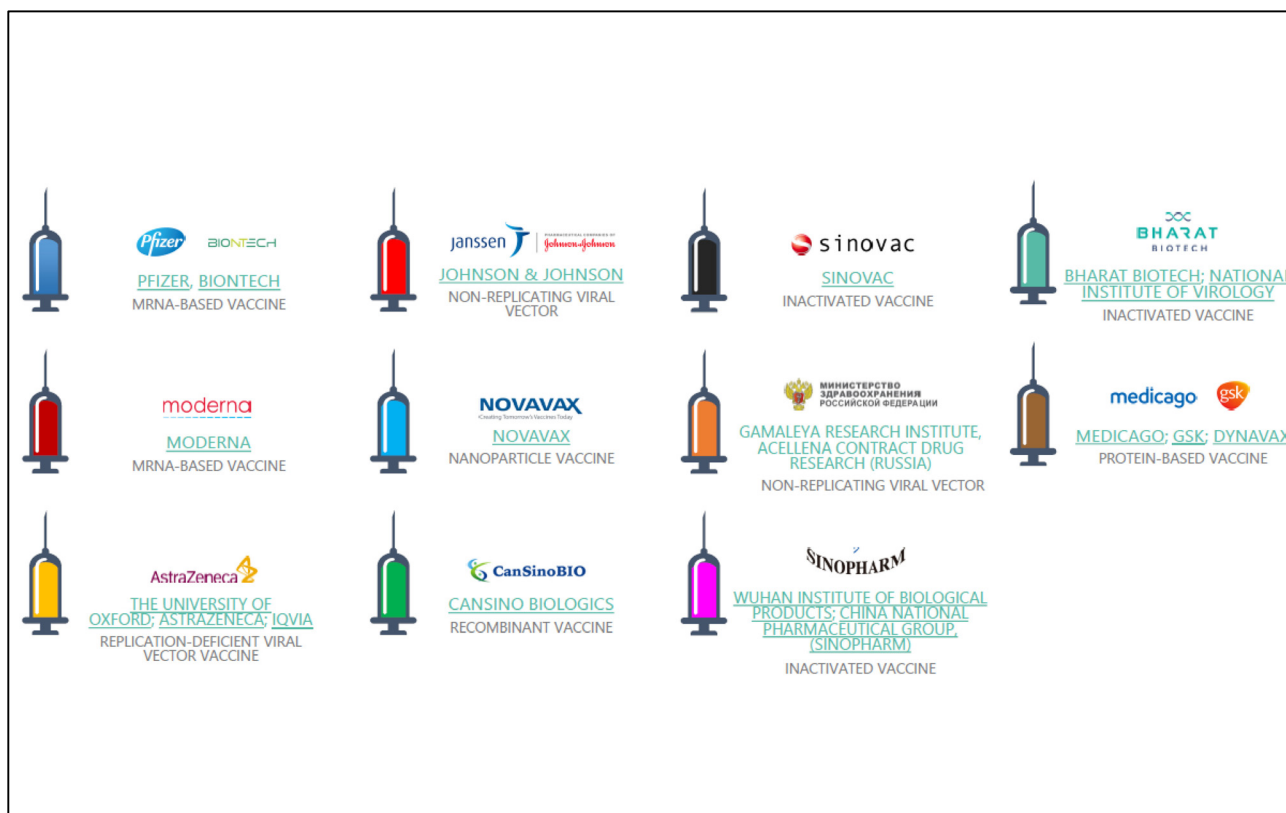 Pfizer
BIONTECH
PFIZER, BIONTECH
MRNA-BASED VACCINE
janssen
PHARMACEUTICAL COMPANIES OF
Johnson & Johnson
JOHNSON & JOHNSON
NON-REPLICATING VIRAL
VECTOR
sinovac
SINOVAC
INACTIVATED VACCINE
BHARAT
BIOTECH
BHARAT BIOTECH; NATIONAL
INSTITUTE OF VIROLOGY
INACTIVATED VACCINE
moderna
MODERNA
MRNA-BASED VACCINE
NOVAVAX
Creating Tomorrow's Vaccines Today
NOVAVAX
NANOPARTICLE VACCINE
МИНИСТЕРСТВО
ЗДРАВООХРАНЕНИЯ
РОССИЙСКОЙ ФЕДЕРАЦИИ
GAMALEYA RESEARCH INSTITUTE,
ACELLENA CONTRACT DRUG
RESEARCH (RUSSIA)
NON-REPLICATING VIRAL VECTOR
medicago
gsk
MEDICAGO; GSK; DYNAVAX
PROTEIN-BASED VACCINE
AstraZeneca
THE UNIVERSITY OF
OXFORD; ASTRAZENECA; IQVIA
REPLICATION-DEFICIENT VIRAL
VECTOR VACCINE
CanSinoBIO
CANSINO BIOLOGICS
RECOMBINANT VACCINE
SINOPHARM
WUHAN INSTITUTE OF BIOLOGICAL
PRODUCTS; CHINA NATIONAL
PHARMACEUTICAL GROUP,
(SINOPHARM)
INACTIVATED VACCINE